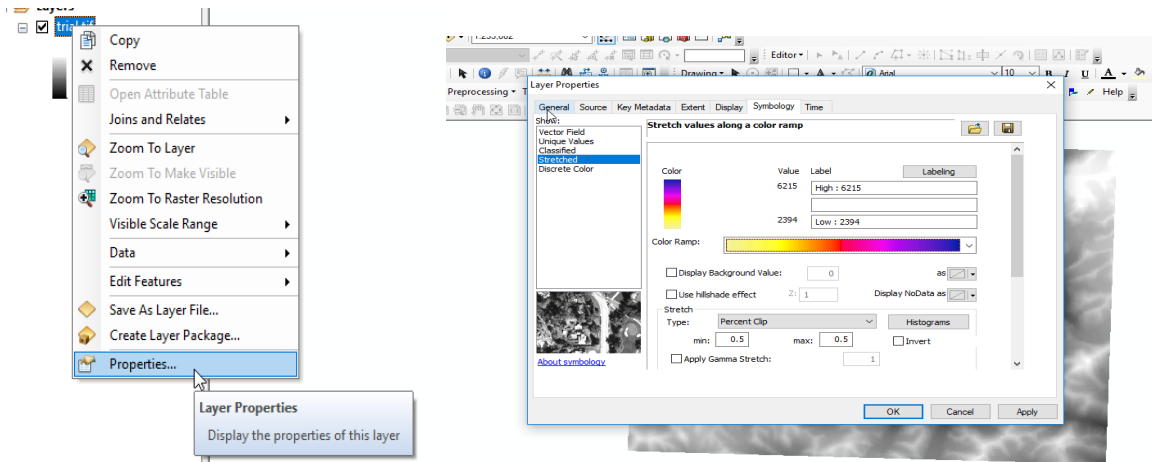 Layers
trial.tif
Copy
Remove
Open Attribute Table
Joins and Relates
Zoom To Layer
Zoom To Make Visible
Zoom To Raster Resolution
Visible Scale Range
Data
Edit Features
Save As Layer File...
Create Layer Package...
Properties...
Layer Properties
Display the properties of this layer
Editor
Drawing
Arial
10
B I U A
Preprocessing
Help
Layer Properties
General Source Key Metadata Extent Display Symbology Time
Show:
Vector Field
Unique Values
Classified
Stretched
Discrete Color
Stretch values along a color ramp
Color Value Label Labeling
6215 High : 6215
2394 Low : 2394
Color Ramp:
Display Background Value: 0 as
Use hillshade effect Z: 1 Display NoData as
Stretch
Type: Percent Clip Histograms
min: 0.5 max: 0.5 Invert
Apply Gamma Stretch: 1
About symbology
OK Cancel Apply